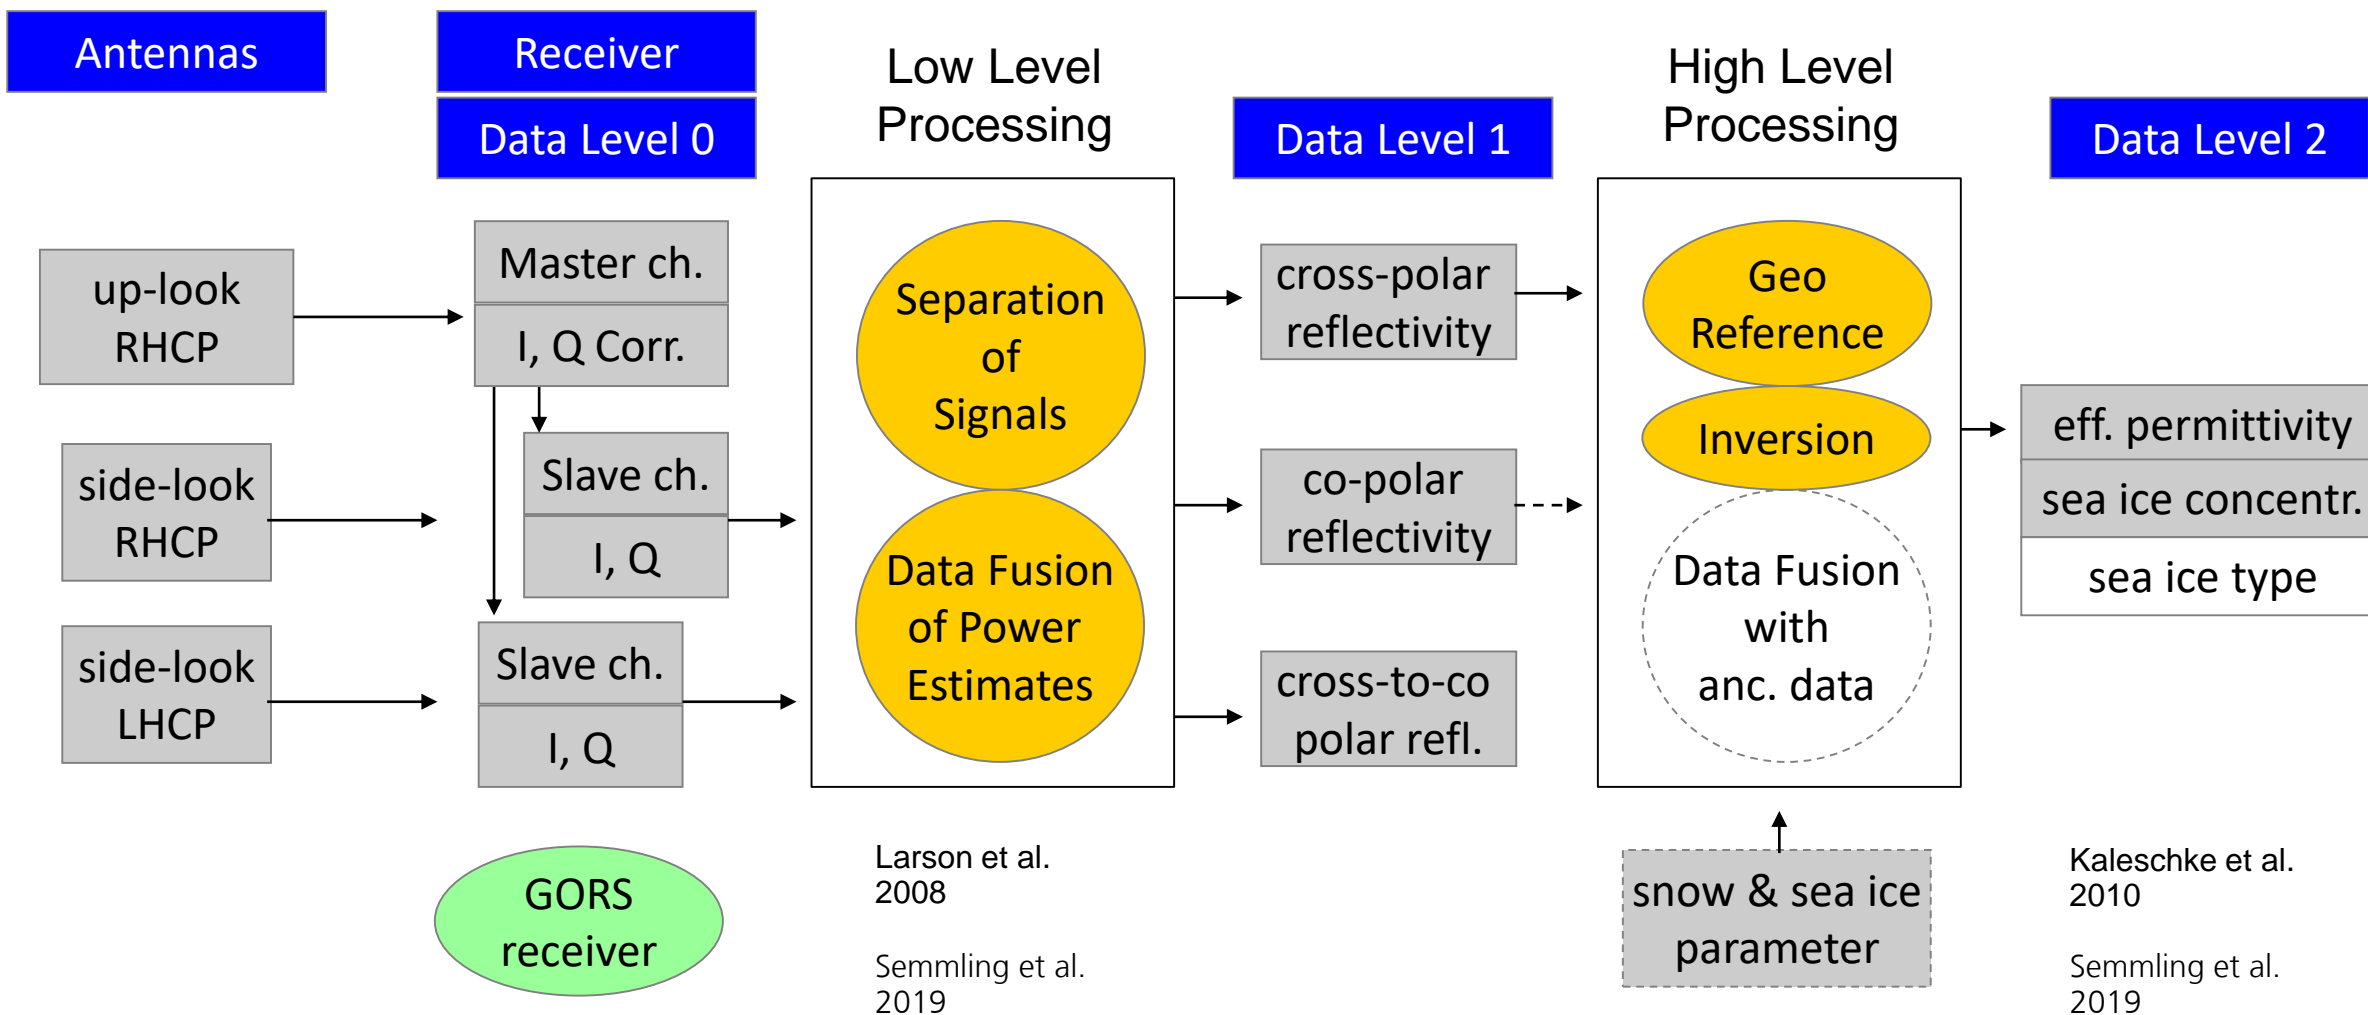 Antennas
Receiver
Data Level 0
Low Level
Processing
Data Level 1
High Level
Processing
Data Level 2
up-look
RHCP
side-look
RHCP
side-look
LHCP
Master ch.
I, Q Corr.
Slave ch.
I, Q
Slave ch.
I, Q
GORS
receiver
Separation
of
Signals
Data Fusion
of Power
Estimates
Larson et al.
2008
Semmling et al.
2019
cross-polar
reflectivity
co-polar
reflectivity
cross-to-co
polar refl.
Geo
Reference
Inversion
Data Fusion
with
anc. data
snow & sea ice
parameter
eff. permittivity
sea ice concentr.
sea ice type
Kaleschke et al.
2010
Semmling et al.
2019